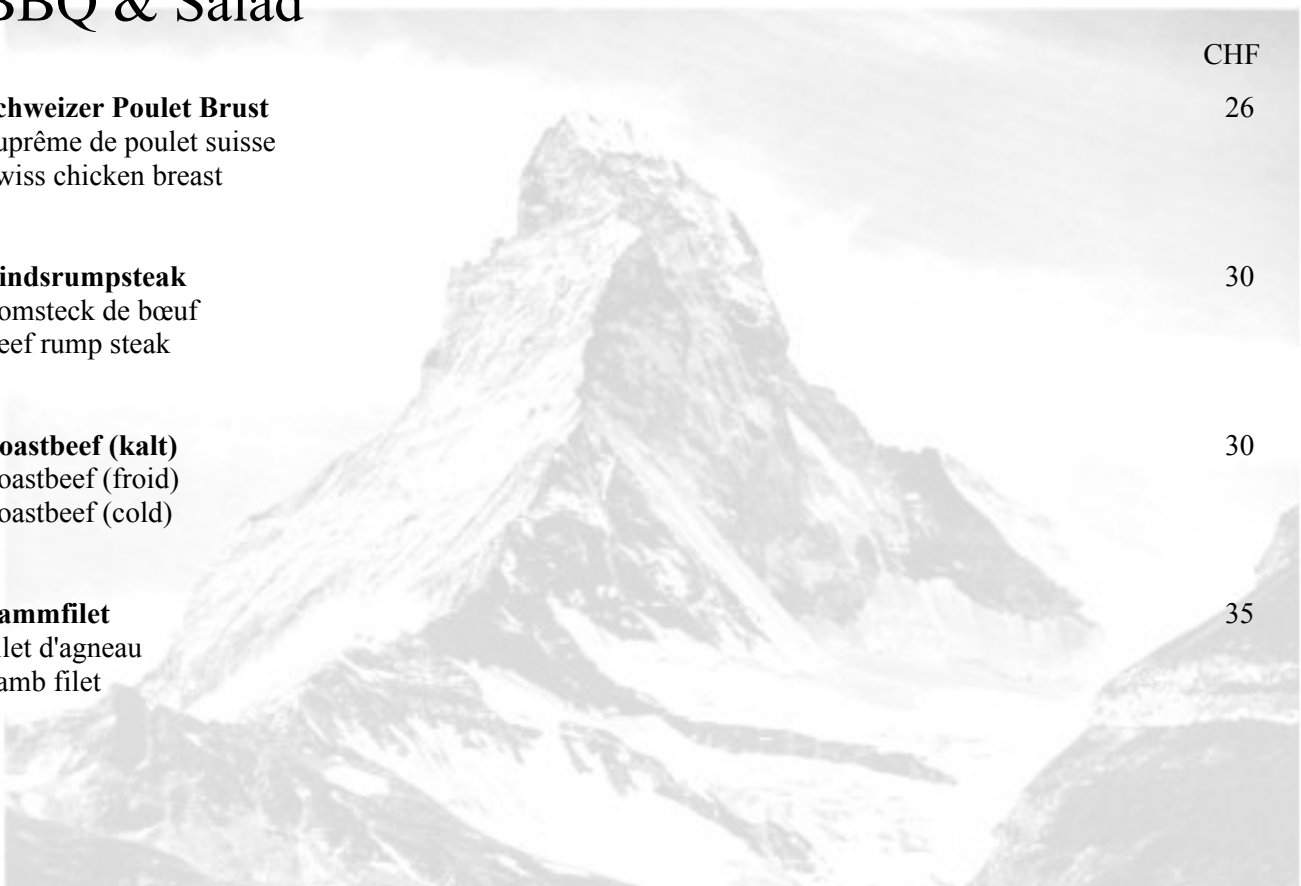 BBQ & Salad
CHF
chweizer Poulet Brust 26
uprême de poulet suisse
wiss chicken breast
indsrumpsteak 30
omsteck de bœuf
eef rump steak
oastbeef (kalt) 30
oastbeef (froid)
oastbeef (cold)
ammfilet 35
ilet d'agneau
amb filet